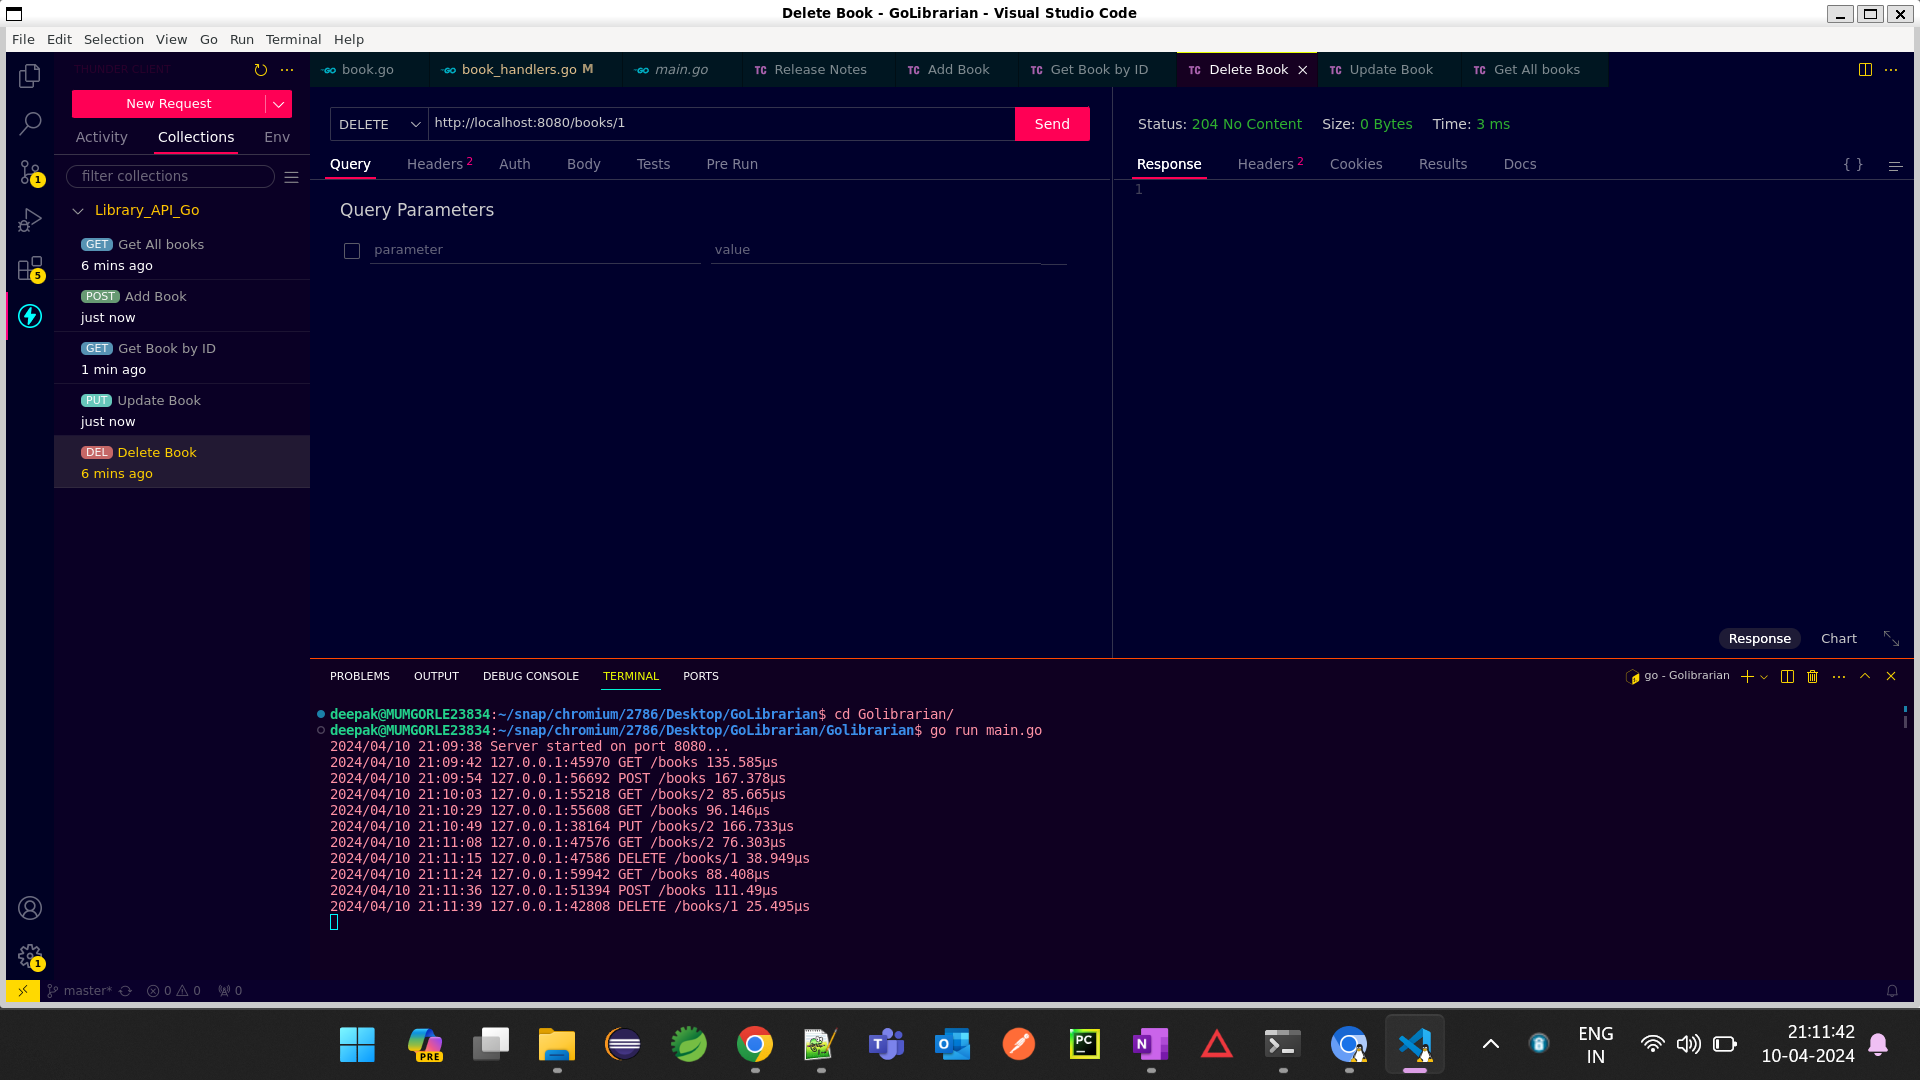 Delete Book - GoLibrarian - Visual Studio Code
File Edit Selection View Go Run Terminal Help
THUNDER CLIENT
New Request
Activity Collections Env
filter collections
Library_API_Go
GET Get All books
6 mins ago
POST Add Book
just now
GET Get Book by ID
1 min ago
PUT Update Book
just now
DEL Delete Book
6 mins ago
1
5
1
book.go book_handlers.go M main.go TC Release Notes TC Add Book TC Get Book by ID TC Delete Book TC Update Book TC Get All books
DELETE http://localhost:8080/books/1 Send
Query Headers 2 Auth Body Tests Pre Run
Query Parameters
parameter value
Status: 204 No Content Size: 0 Bytes Time: 3 ms
Response Headers 2 Cookies Results Docs { }
1
Response Chart
PROBLEMS OUTPUT DEBUG CONSOLE TERMINAL PORTS
go - Golibrarian
deepak@MUMGORLE23834:~/snap/chromium/2786/Desktop/GoLibrarian$ cd Golibrarian/
deepak@MUMGORLE23834:~/snap/chromium/2786/Desktop/GoLibrarian/Golibrarian$ go run main.go
2024/04/10 21:09:38 Server started on port 8080...
2024/04/10 21:09:42 127.0.0.1:45970 GET /books 135.585µs
2024/04/10 21:09:54 127.0.0.1:56692 POST /books 167.378µs
2024/04/10 21:10:03 127.0.0.1:55218 GET /books/2 85.665µs
2024/04/10 21:10:29 127.0.0.1:55608 GET /books 96.146µs
2024/04/10 21:10:49 127.0.0.1:38164 PUT /books/2 166.733µs
2024/04/10 21:11:08 127.0.0.1:47576 GET /books/2 76.303µs
2024/04/10 21:11:15 127.0.0.1:47586 DELETE /books/1 38.949µs
2024/04/10 21:11:24 127.0.0.1:59942 GET /books 88.408µs
2024/04/10 21:11:36 127.0.0.1:51394 POST /books 111.49µs
2024/04/10 21:11:39 127.0.0.1:42808 DELETE /books/1 25.495µs
master* 0 0 0
PRE
PC
N
T
O
ENG
IN
21:11:42
10-04-2024